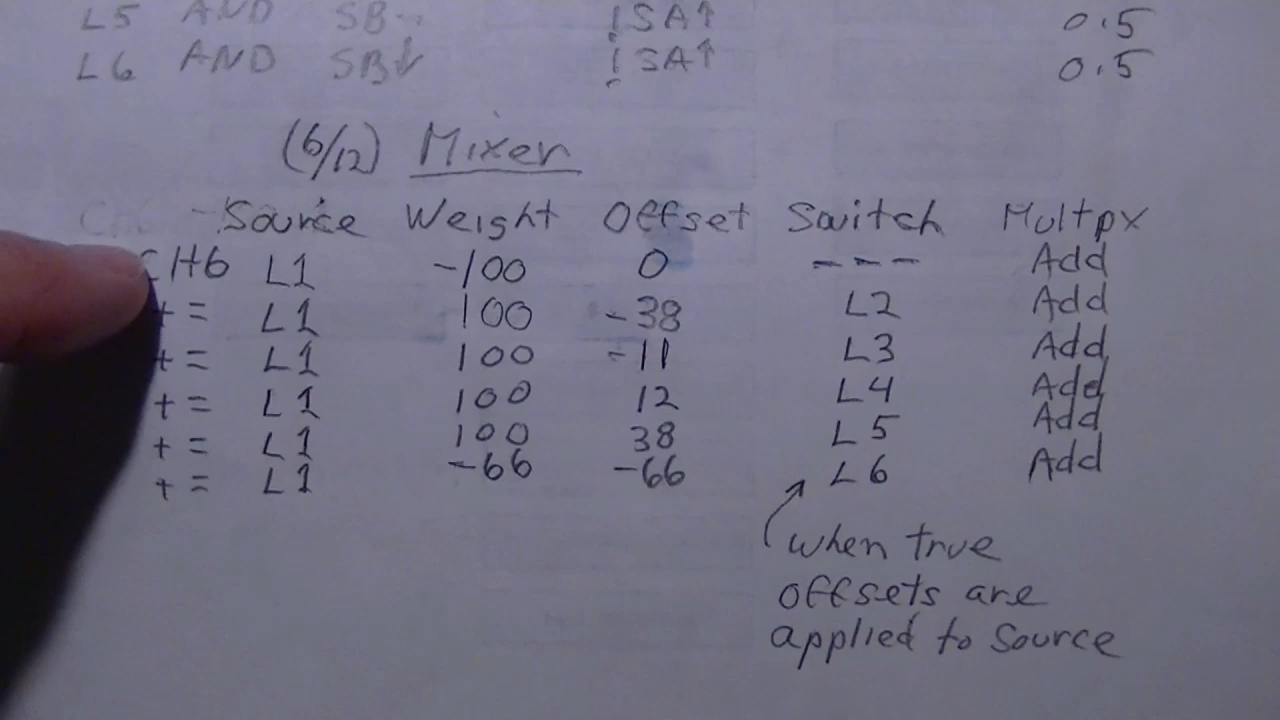 L5 AND SB- !SA↑ 0.5
L6 AND SB↓ !SA↑ 0.5
(6/12) Mixer
Source Weight Offset Switch Multpx
CH6 L1 -100 0 --- Add
+= L1 100 -38 L2 Add
+= L1 100 -11 L3 Add
+= L1 100 12 L4 Add
+= L1 100 38 L5 Add
+= L1 -66 -66 L6 Add
when true
offsets are
applied to source